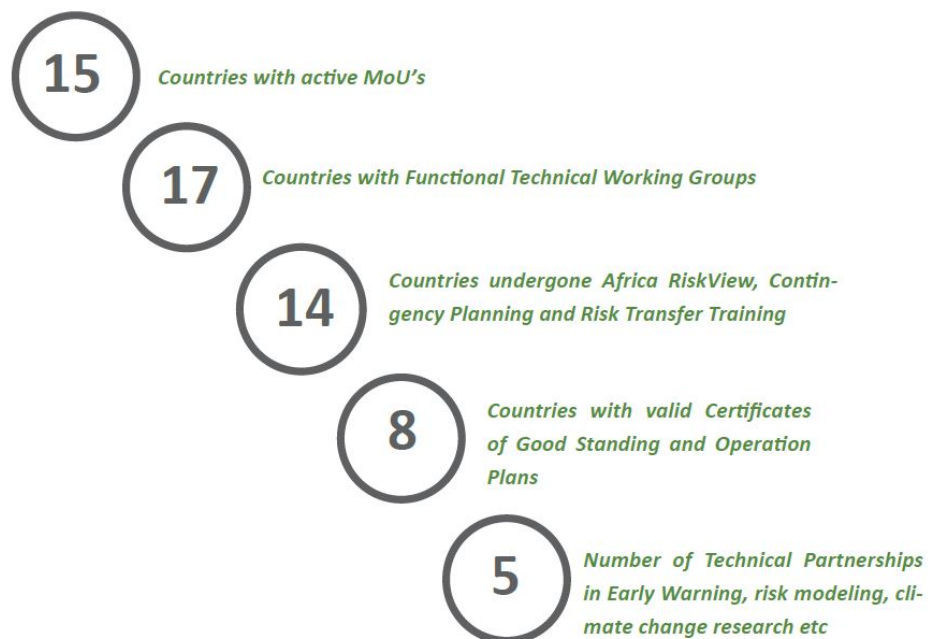 15
Countries with active MoU's
17
Countries with Functional Technical Working Groups
14
Countries undergone Africa RiskView, Contin-
gency Planning and Risk Transfer Training
8
Countries with valid Certificates
of Good Standing and Operation
Plans
5
Number of Technical Partnerships
in Early Warning, risk modeling, cli-
mate change research etc